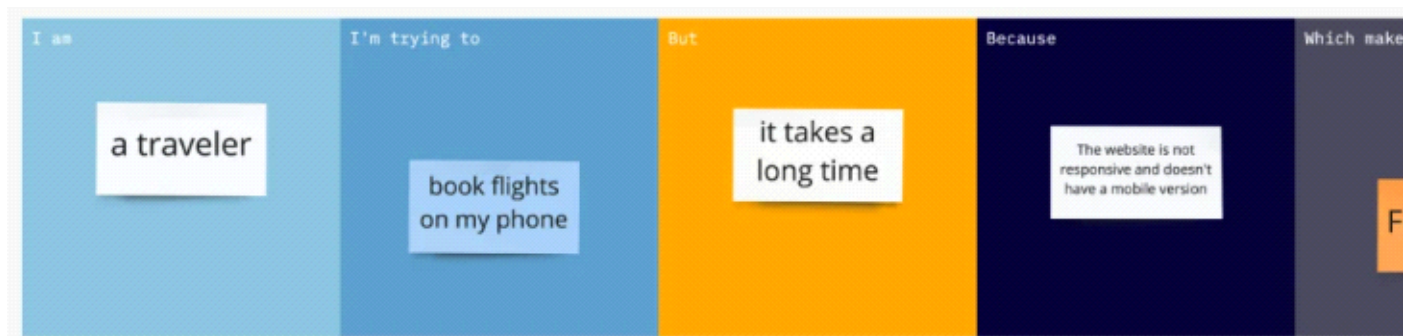 I am
a traveler
I'm trying to
book flights
on my phone
But
it takes a
long time
Because
The website is not
responsive and doesn't
have a mobile version
Which make
F